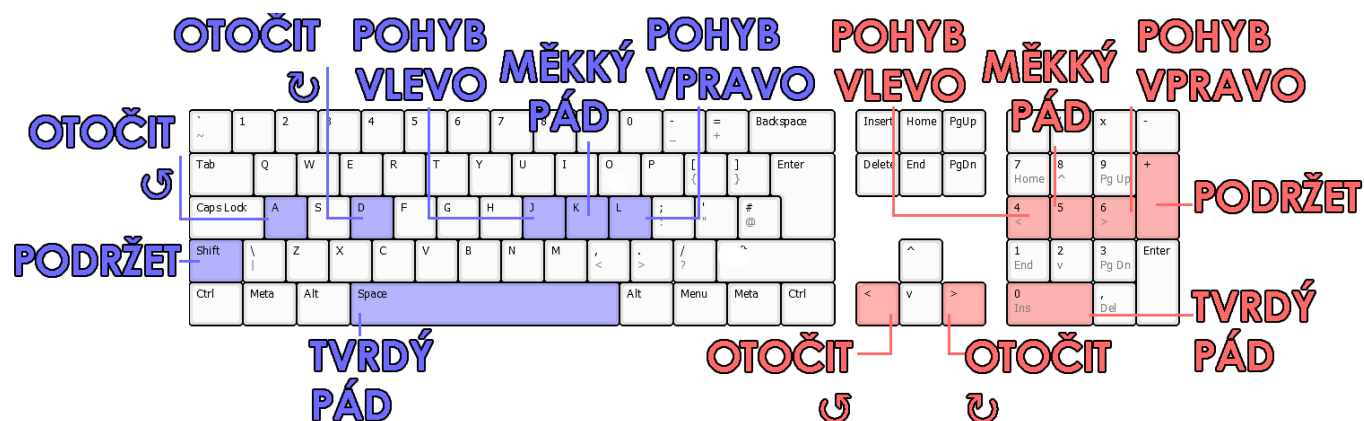 OTOČIT
↻
POHYB
VLEVO
MĚKKÝ
PÁD
POHYB
VPRAVO
POHYB
VLEVO
MĚKKÝ
PÁD
POHYB
VPRAVO
OTOČIT
↺
PODRŽET
` 1 2 3 4 5 6 7 8 0 - = Backspace
~ _ +
Tab Q W E R T Y U I O P [ ] Enter
{ }
Caps Lock A S D F G H J K L ; ' #
: " @
Shift \ Z X C V B N M , . / ^
| < > ?
Ctrl Meta Alt Space Alt Menu Meta Ctrl
Insert Home PgUp
Delete End PgDn
^
< v >
x -
7 8 9 +
Home ^ Pg Up
4 5 6
< >
1 2 3 Enter
End v Pg Dn
0 ,
Ins Del
PODRŽET
TVRDÝ
PÁD
TVRDÝ
PÁD
OTOČIT
↺
OTOČIT
↻